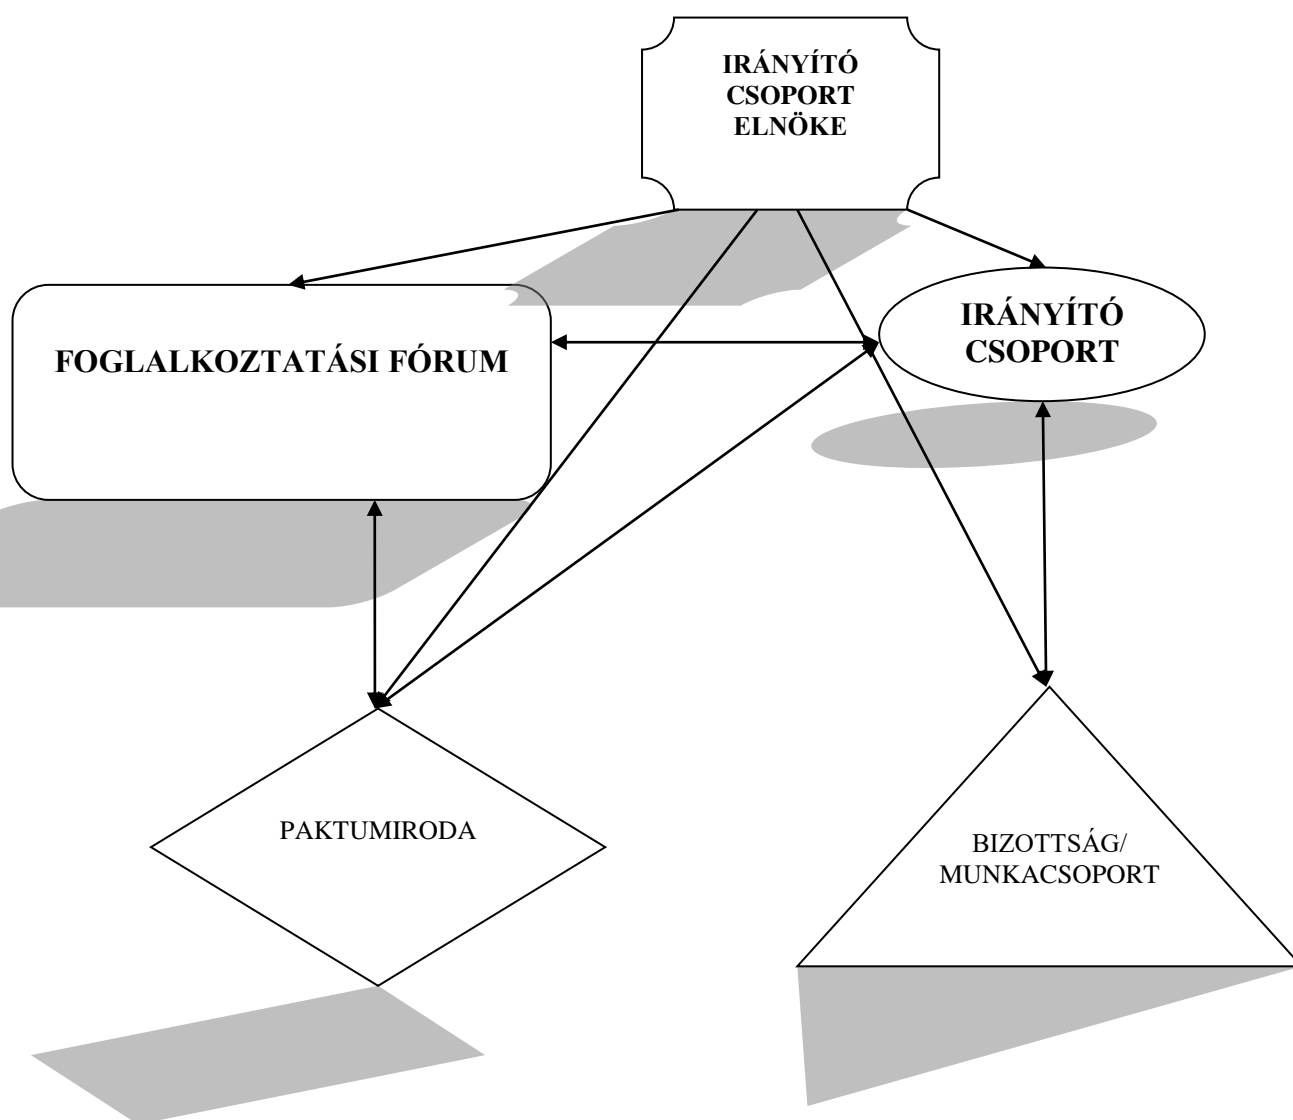 IRÁNYÍTÓ
CSOPORT
ELNÖKE
FOGLALKOZTATÁSI FÓRUM
IRÁNYÍTÓ
CSOPORT
PAKTUMIRODA
BIZOTTSÁG/
MUNKACSOPORT